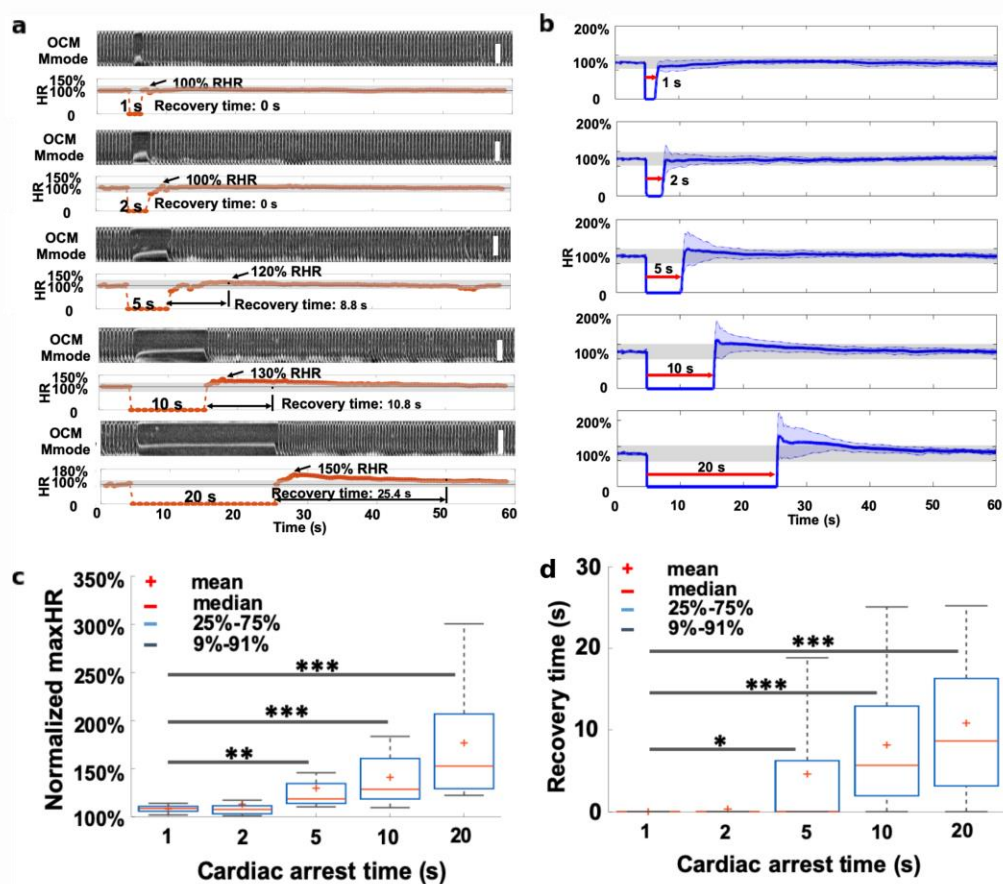 a
OCM
Mmode
HR
150%
100%
0
100% RHR
1 s
Recovery time: 0 s
OCM
Mmode
HR
150%
100%
0
100% RHR
2 s
Recovery time: 0 s
OCM
Mmode
HR
150%
100%
0
120% RHR
5 s
Recovery time: 8.8 s
OCM
Mmode
HR
150%
100%
0
130% RHR
10 s
Recovery time: 10.8 s
OCM
Mmode
HR
180%
100%
0
150% RHR
20 s
Recovery time: 25.4 s
0 10 20 30 40 50 60
Time (s)
b
200%
100%
0
1 s
200%
100%
0
2 s
HR
200%
100%
0
5 s
200%
100%
0
10 s
200%
100%
0
20 s
0 10 20 30 40 50 60
Time (s)
c
Normalized maxHR
350%
300%
250%
200%
150%
100%
mean
median
25%-75%
9%-91%
***
***
**
1 2 5 10 20
Cardiac arrest time (s)
d
Recovery time (s)
30
20
10
0
mean
median
25%-75%
9%-91%
***
***
*
1 2 5 10 20
Cardiac arrest time (s)